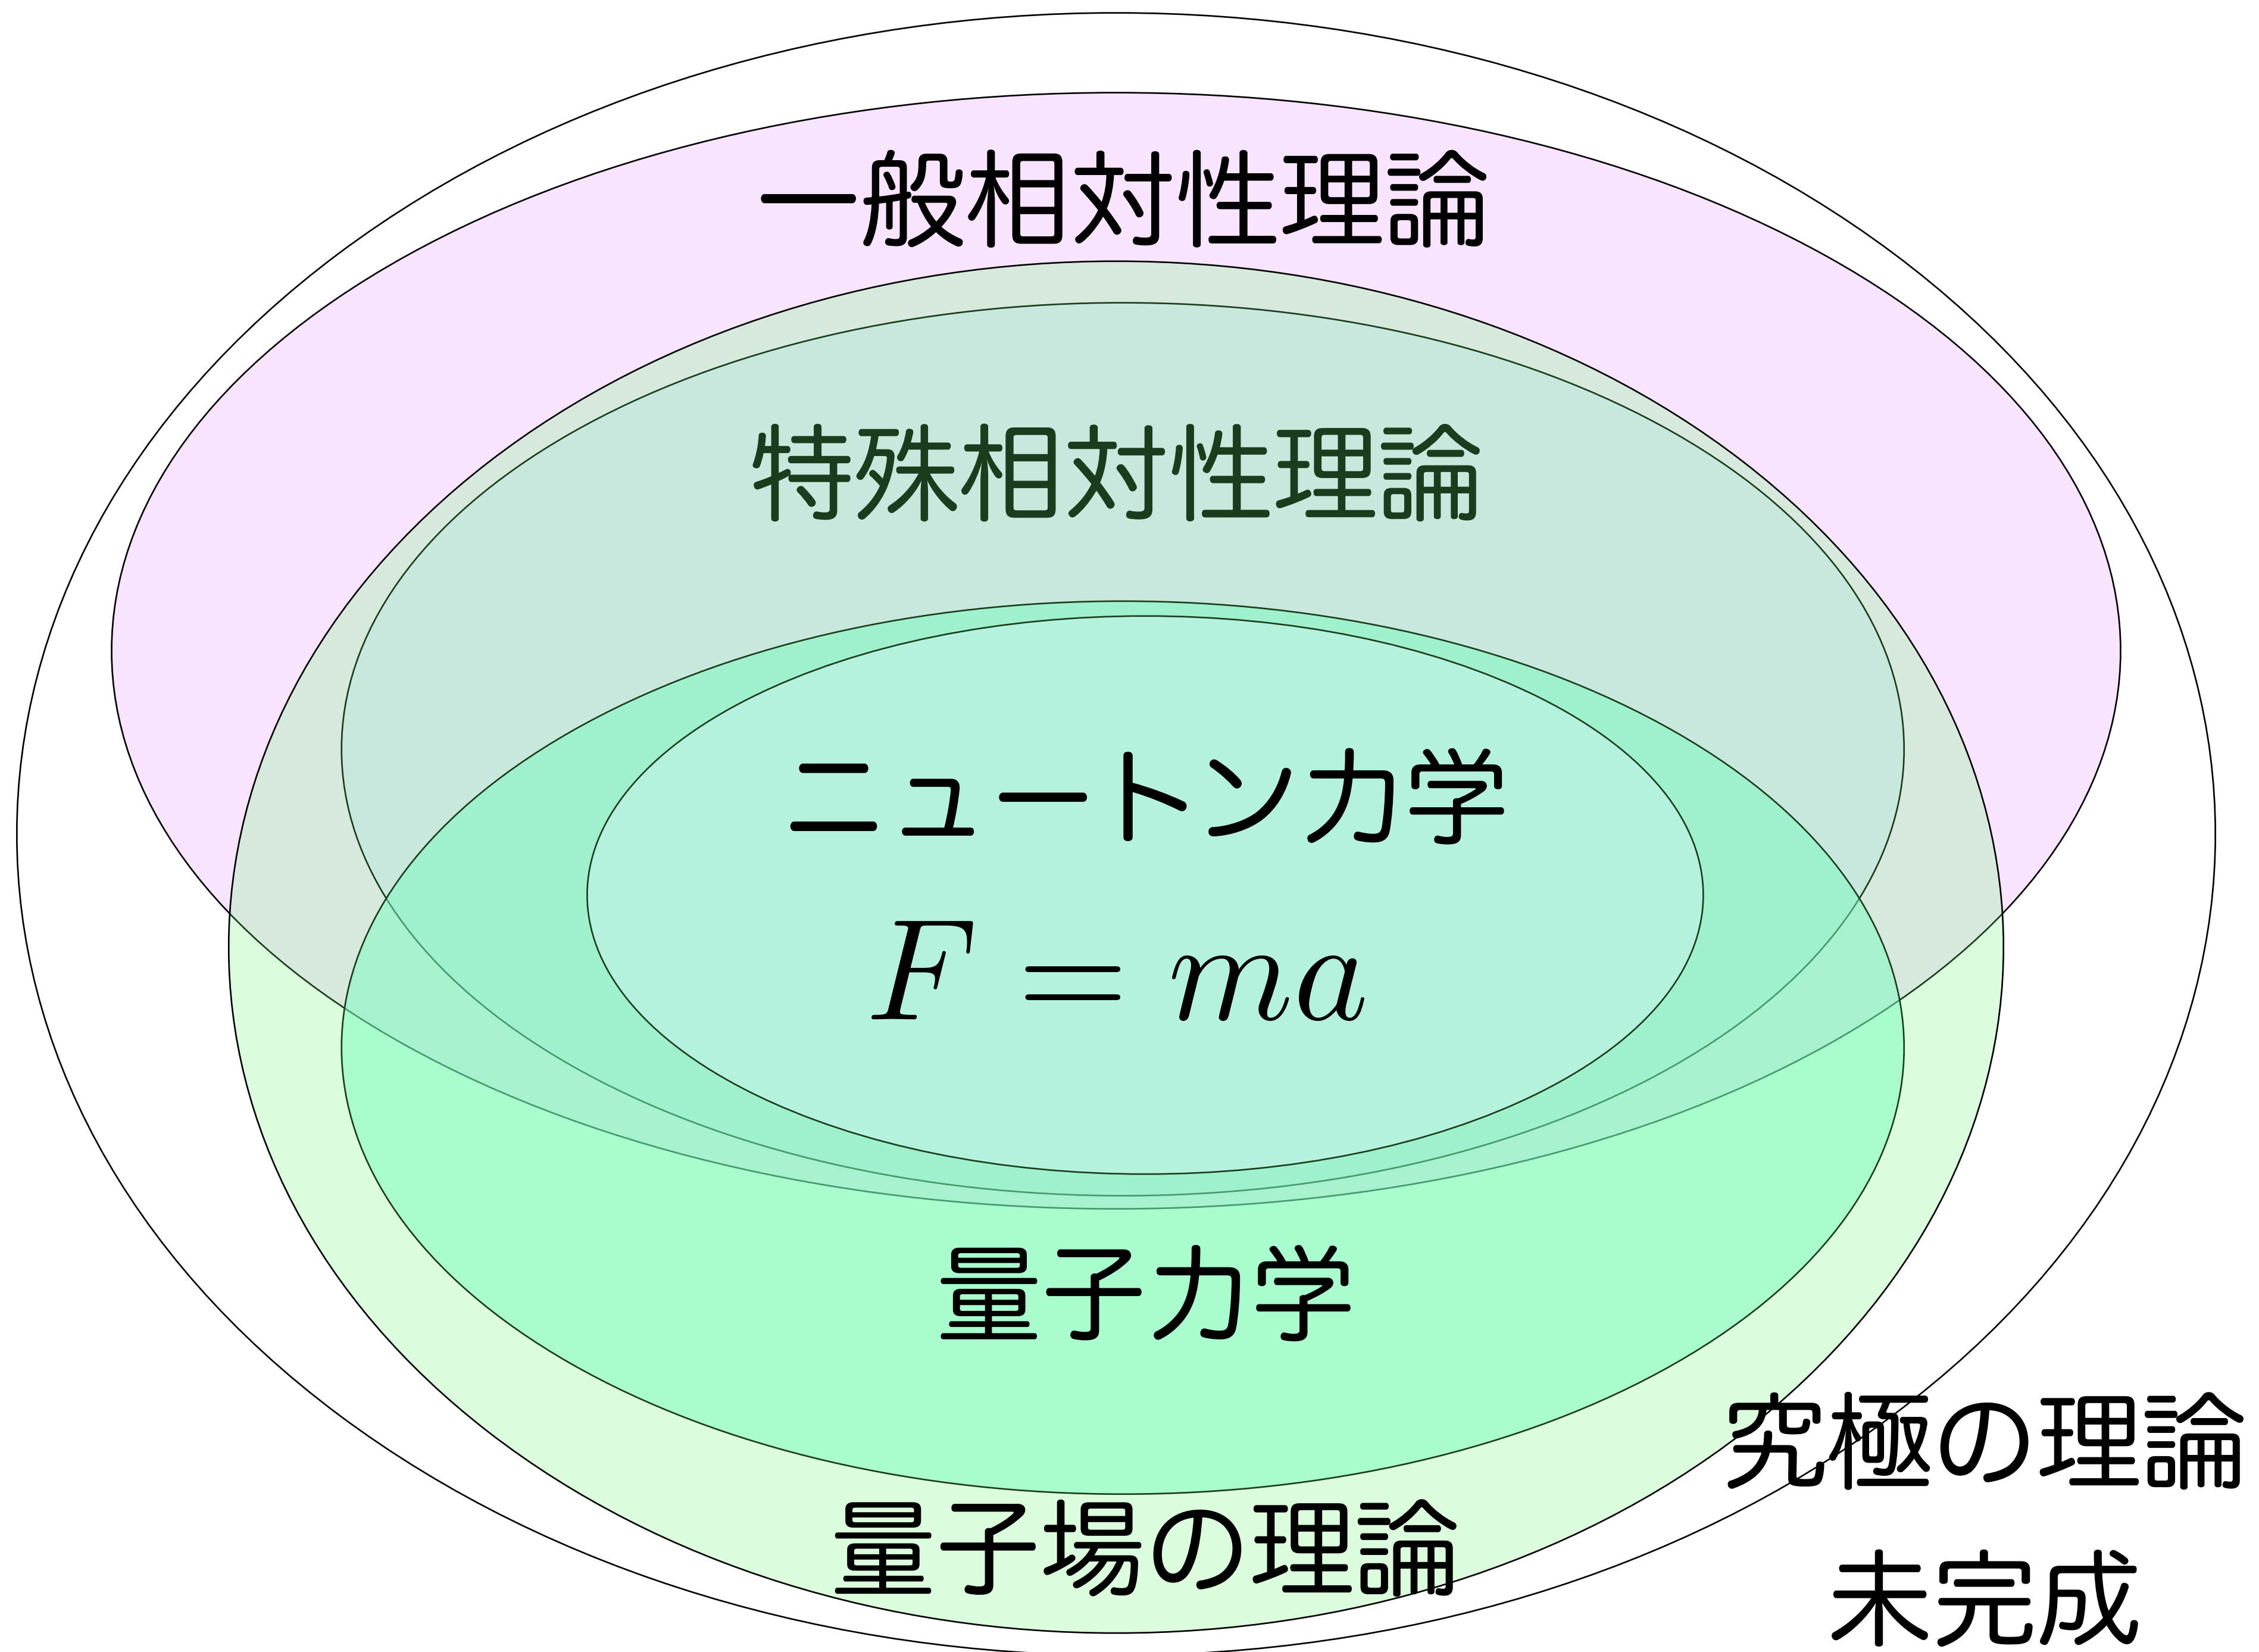 一般相対性理論
特殊相対性理論
ニュートン力学
F = ma
量子力学
量子場の理論
究極の理論
未完成